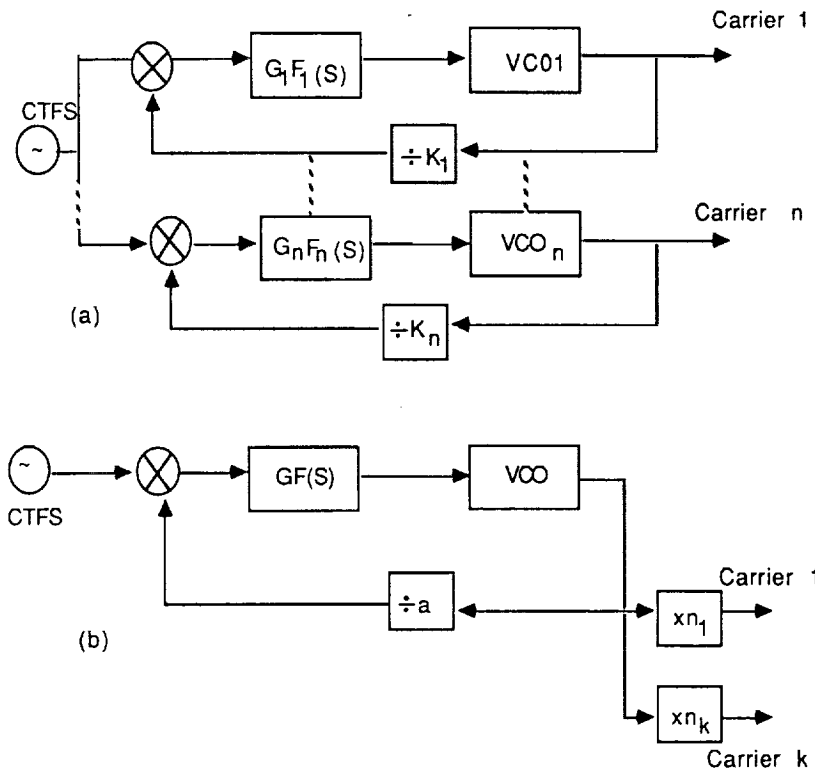 Carrier 1
G1F1(S)
VC01
CTFS
~
÷K1
Carrier n
GnFn(S)
VCOn
(a)
÷Kn
~
GF(S)
VCO
CTFS
Carrier 1
÷a
xn1
(b)
xnk
Carrier k